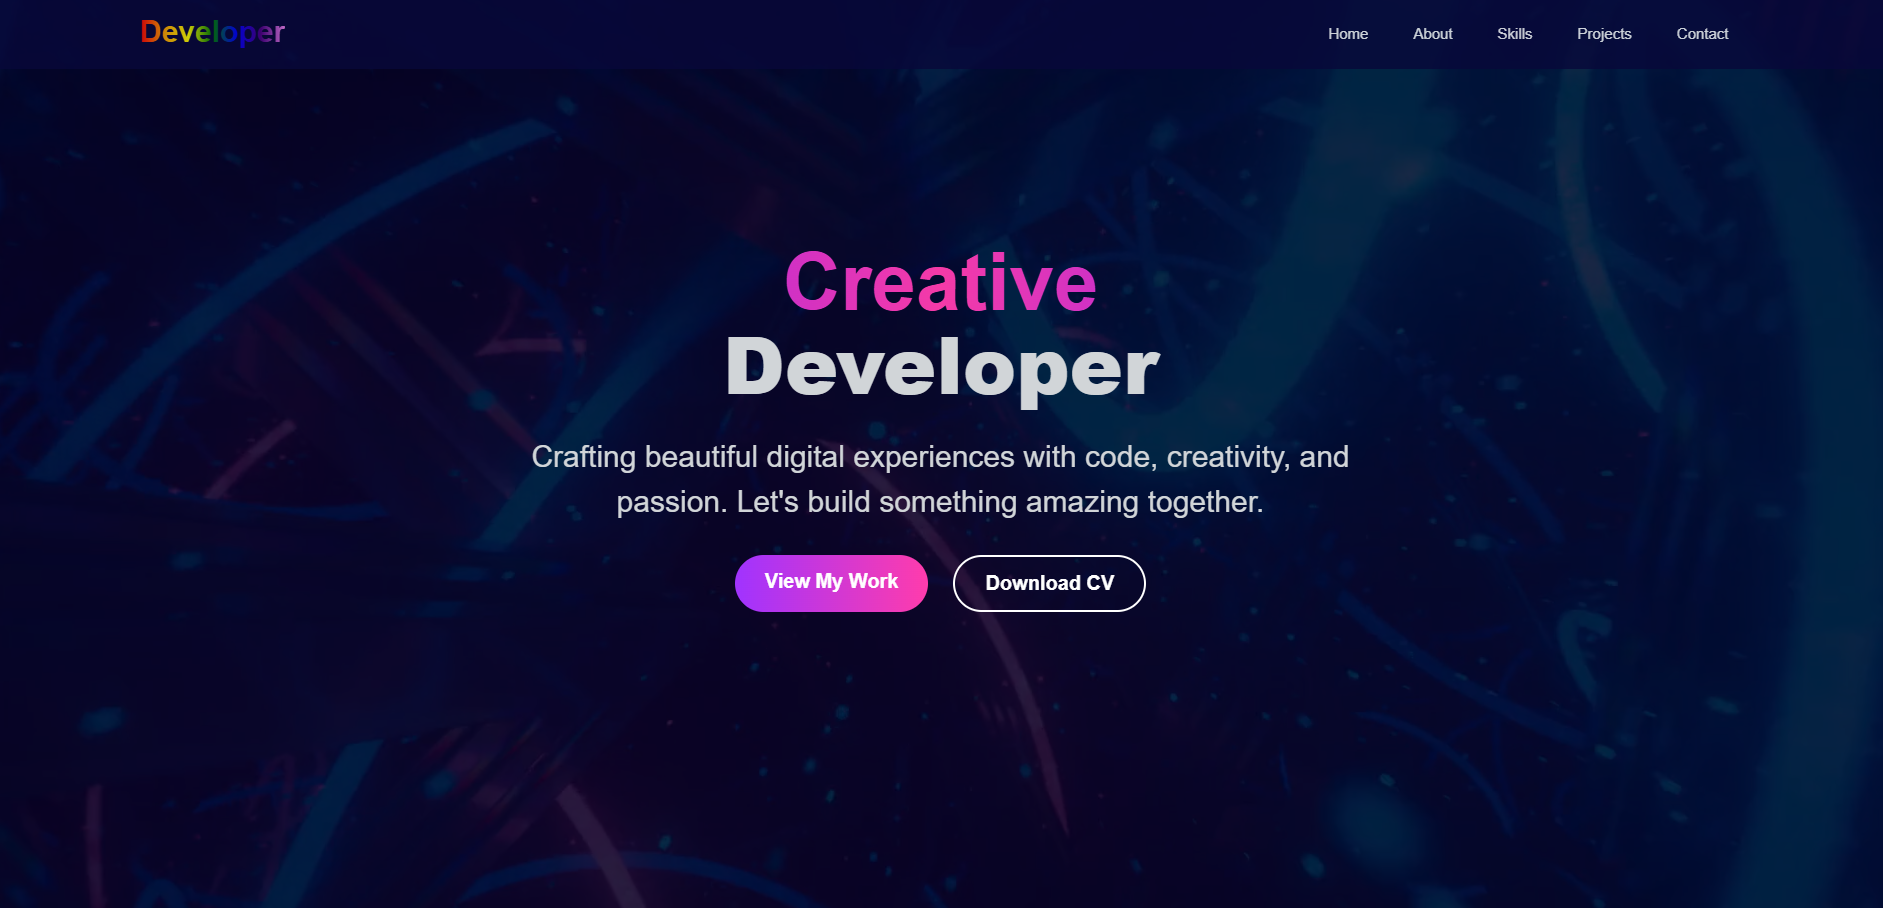 Developer
Home About Skills Projects Contact
Creative
Developer
Crafting beautiful digital experiences with code, creativity, and
passion. Let's build something amazing together.
View My Work Download CV